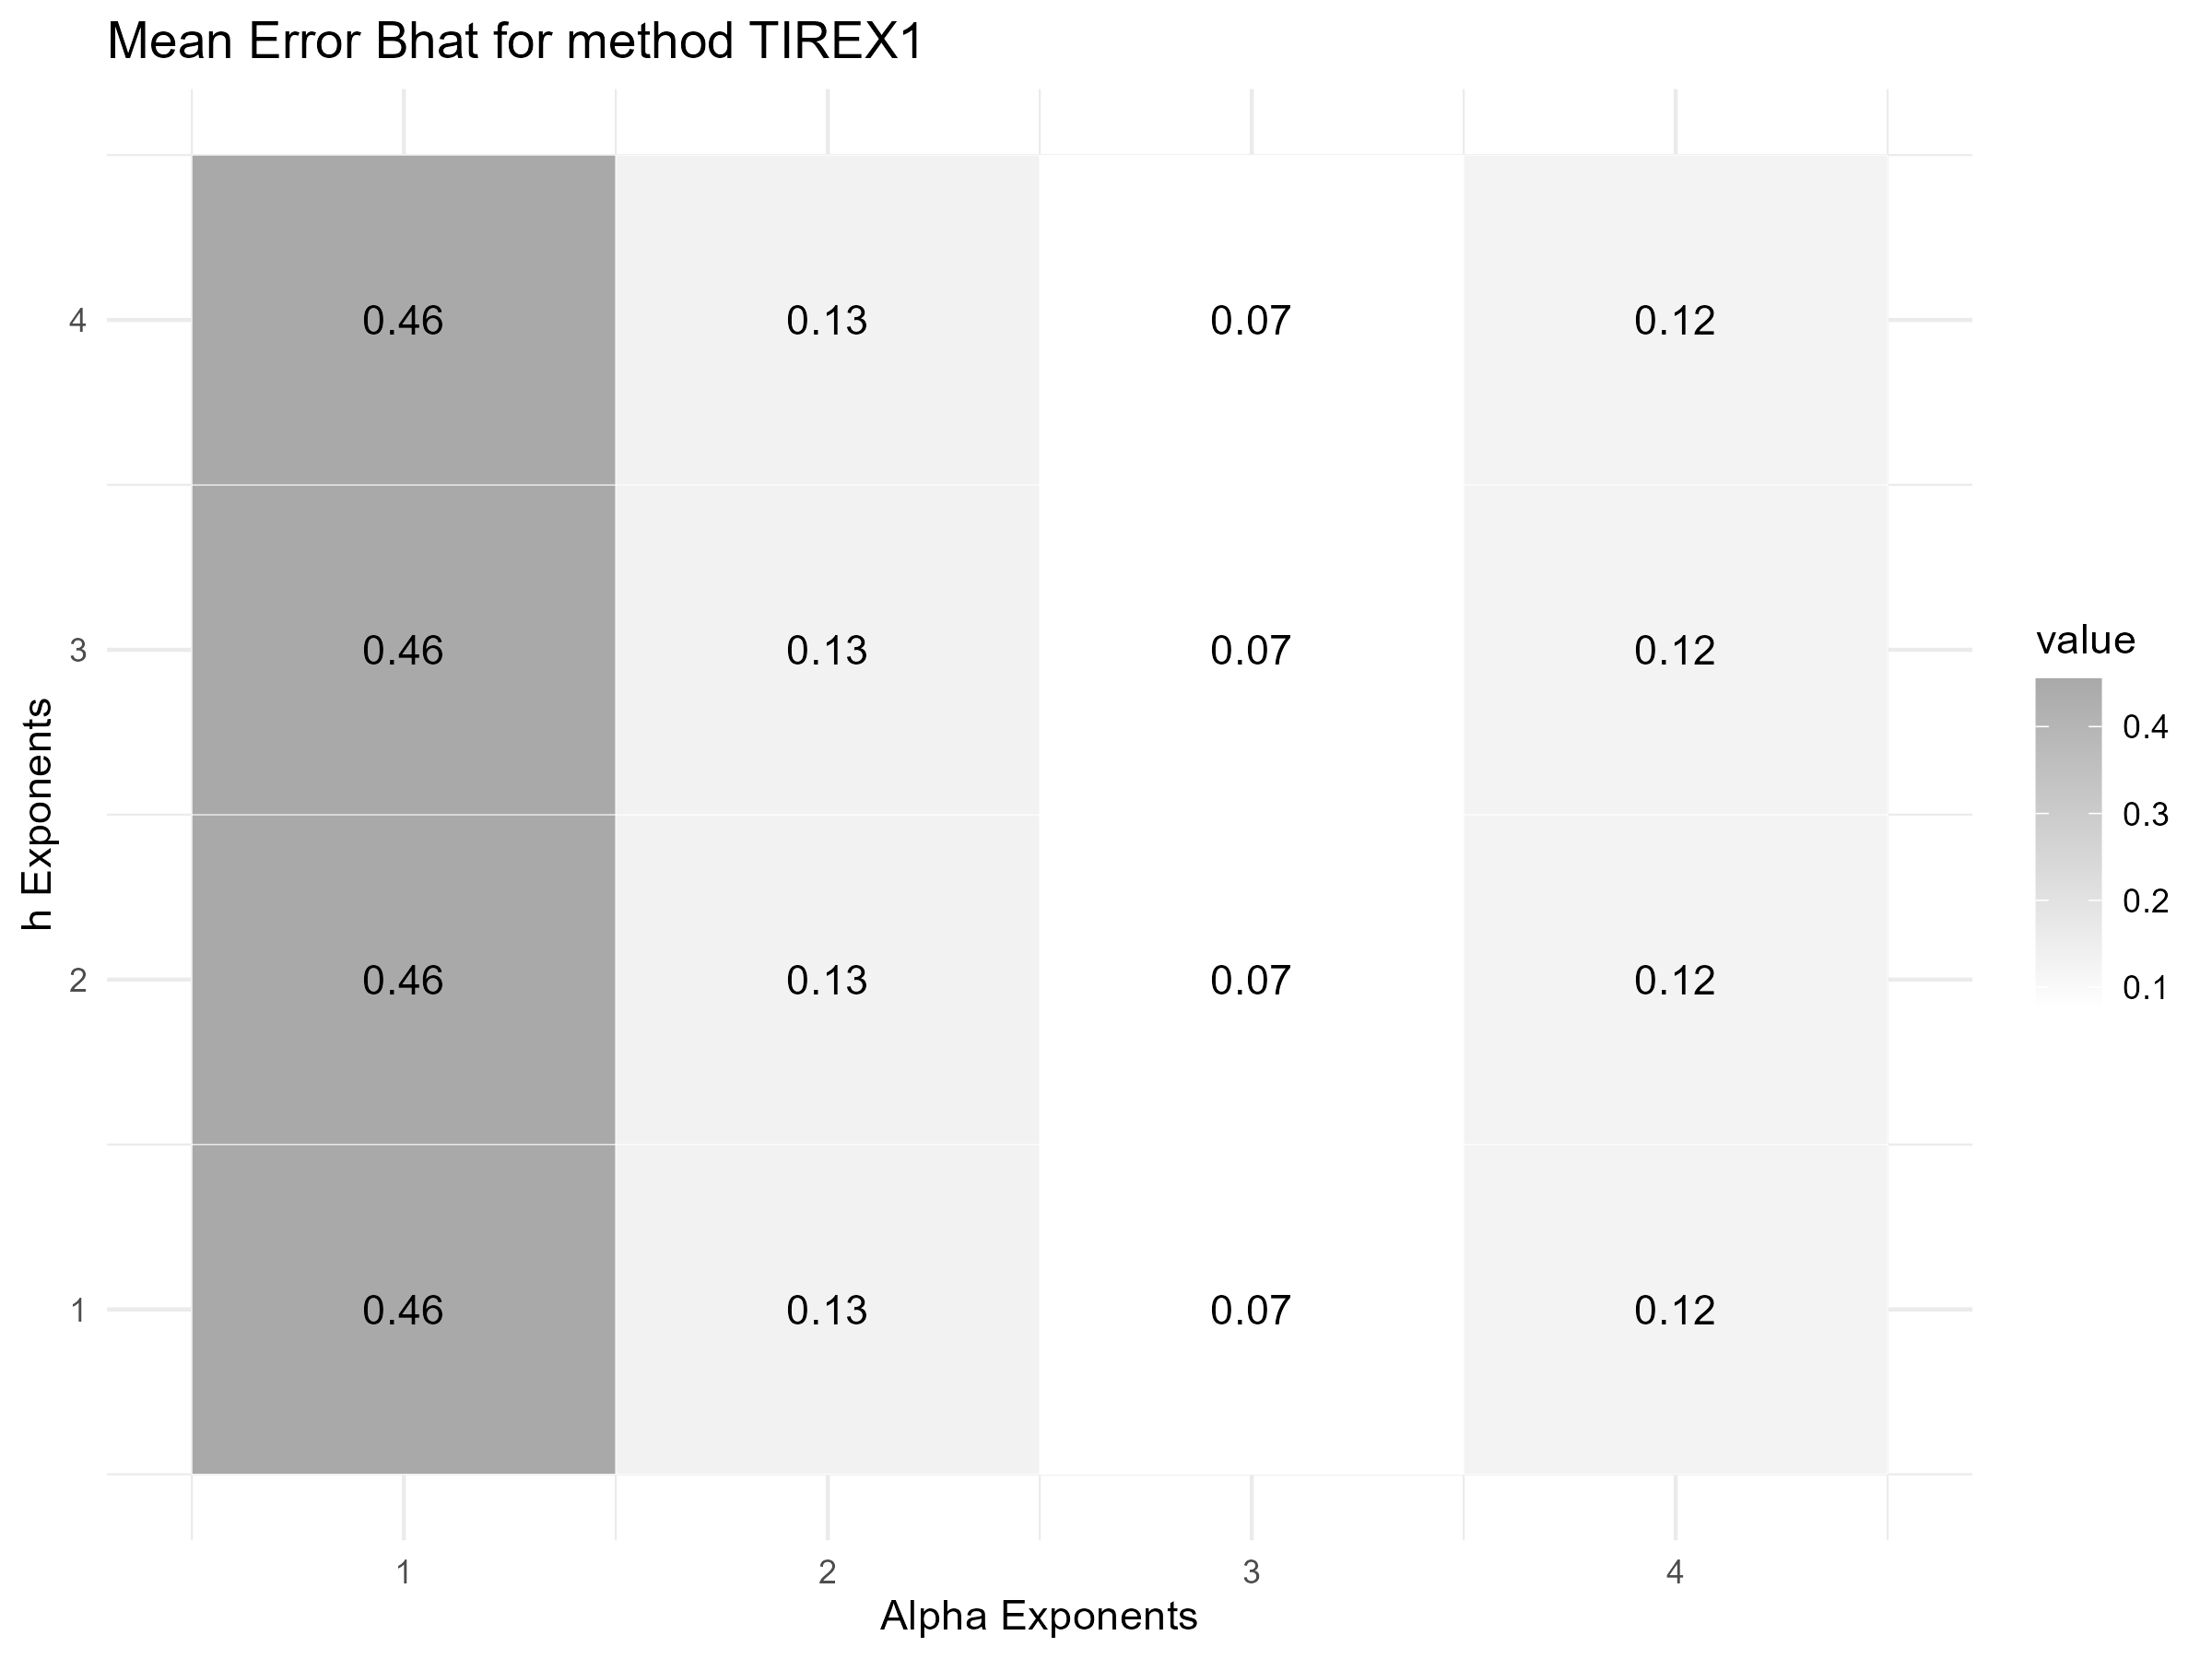 Mean Error Bhat for method TIREX1
4
0.46 0.13 0.07 0.12
3
0.46 0.13 0.07 0.12
2
0.46 0.13 0.07 0.12
1
0.46 0.13 0.07 0.12
h Exponents
1 2 3 4
Alpha Exponents
value
0.4
0.3
0.2
0.1